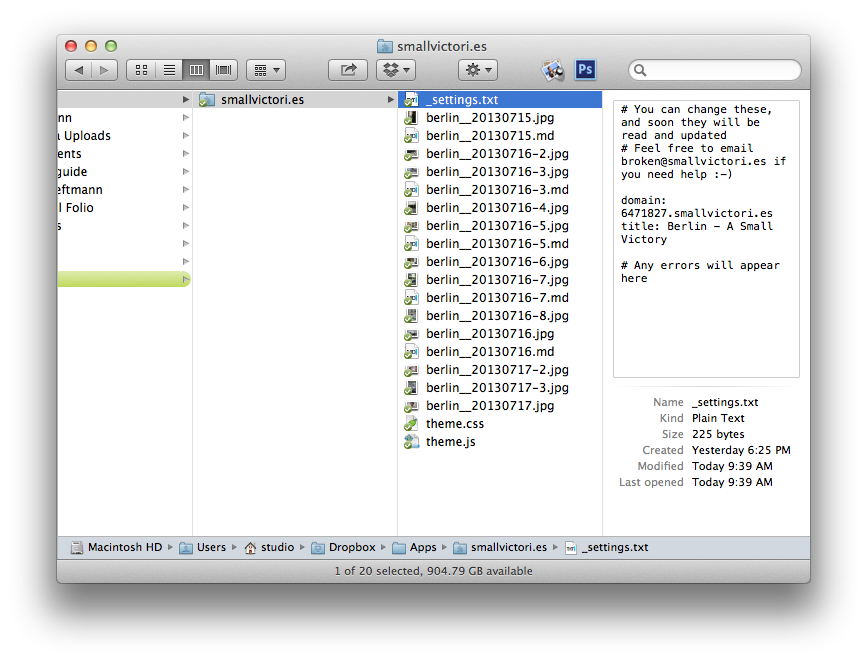 smallvictori.es
Ps
nn
a Uploads
ents
guide
eftmann
l Folio
s
smallvictori.es
_settings.txt
berlin__20130715.jpg
berlin__20130715.md
berlin__20130716-2.jpg
berlin__20130716-3.jpg
berlin__20130716-3.md
berlin__20130716-4.jpg
berlin__20130716-5.jpg
berlin__20130716-5.md
berlin__20130716-6.jpg
berlin__20130716-7.jpg
berlin__20130716-7.md
berlin__20130716-8.jpg
berlin__20130716.jpg
berlin__20130716.md
berlin__20130717-2.jpg
berlin__20130717-3.jpg
berlin__20130717.jpg
theme.css
theme.js
# You can change these,
and soon they will be
read and updated
# Feel free to email
broken@smallvictori.es if
you need help :-)
domain:
6471827.smallvictori.es
title: Berlin - A Small
Victory
# Any errors will appear
here
Name _settings.txt
Kind Plain Text
Size 225 bytes
Created Yesterday 6:25 PM
Modified Today 9:39 AM
Last opened Today 9:39 AM
Macintosh HD ▸ Users ▸ studio ▸ Dropbox ▸ Apps ▸ smallvictori.es ▸ _settings.txt
1 of 20 selected, 904.79 GB available